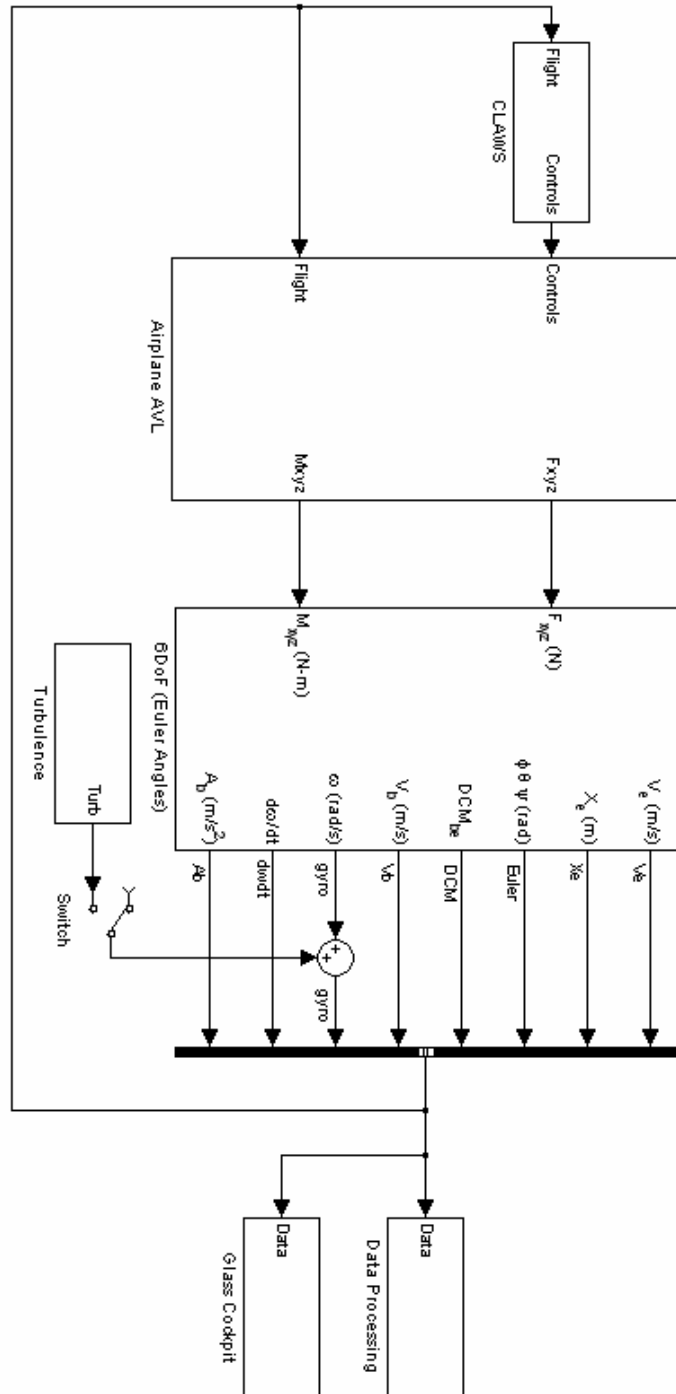 Flight
Controls
CLAWS
Controls
Fxyz
Flight
Mxyz
Airplane AVL
F_xyz (N)
M_xyz (N-m)
V_e (m/s)
Ve
X_e (m)
Xe
ϕ θ ψ (rad)
Euler
DCM_be
DCM
V_b (m/s)
Vb
ω (rad/s)
gyro
gyro
dω/dt
dwdt
A_b (m/s²)
Ab
6DoF (Euler Angles)
Turb
Turbulence
Switch
Data
Data Processing
Data
Glass Cockpit